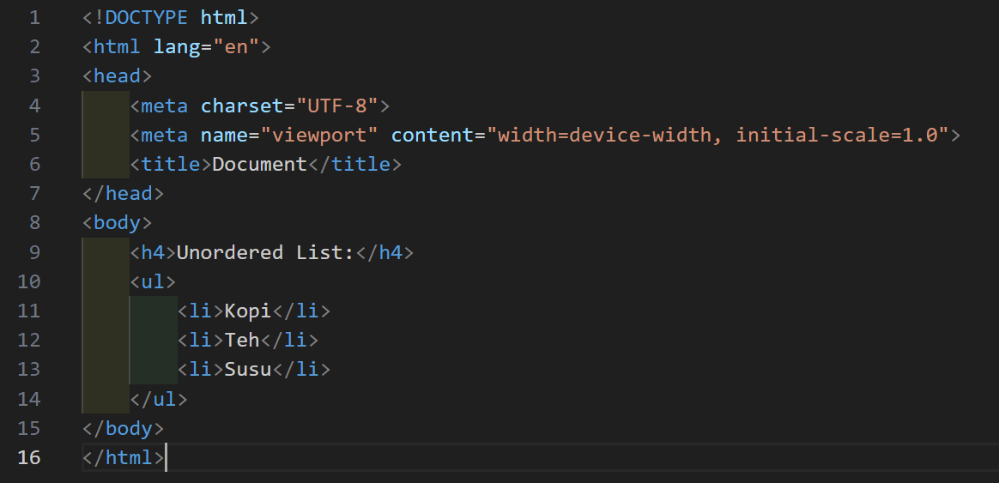 1 <!DOCTYPE html>
2 <html lang="en">
3 <head>
4     <meta charset="UTF-8">
5     <meta name="viewport" content="width=device-width, initial-scale=1.0">
6     <title>Document</title>
7 </head>
8 <body>
9     <h4>Unordered List:</h4>
10     <ul>
11         <li>Kopi</li>
12         <li>Teh</li>
13         <li>Susu</li>
14     </ul>
15 </body>
16 </html>